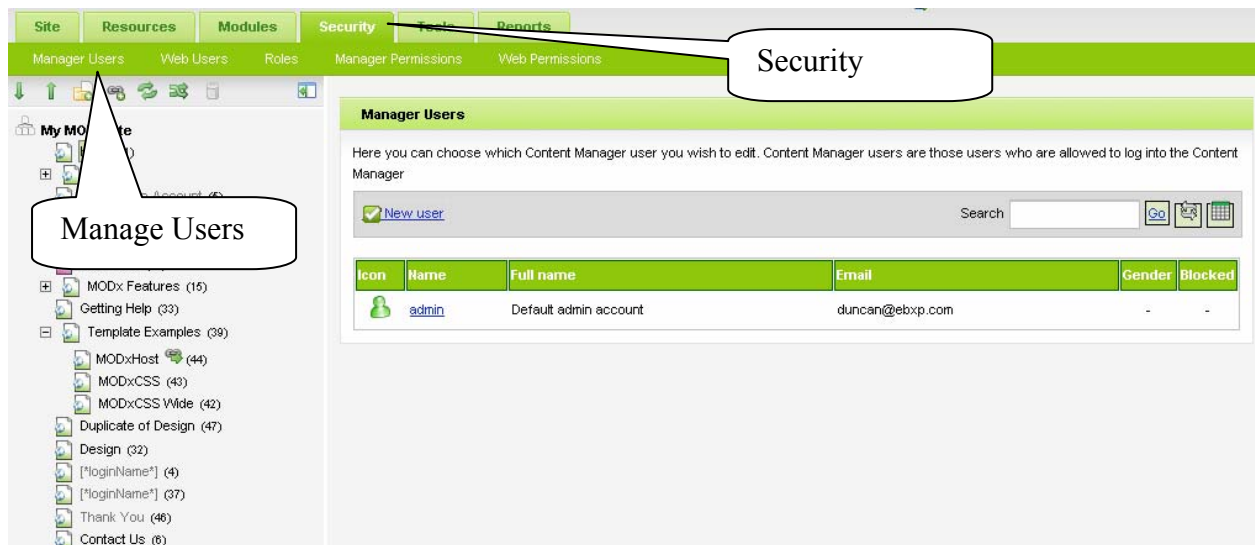 Site Resources Modules Security Tools Reports
Manager Users Web Users Roles Manager Permissions Web Permissions
Security
My MO te
Manage Users
MODx Features (15)
Getting Help (33)
Template Examples (39)
MODxHost (44)
MODxCSS (43)
MODxCSS Wide (42)
Duplicate of Design (47)
Design (32)
[*loginName*] (4)
[*loginName*] (37)
Thank You (46)
Contact Us (6)
Manager Users
Here you can choose which Content Manager user you wish to edit. Content Manager users are those users who are allowed to log into the Content
Manager
New user Search Go
Icon Name Full name Email Gender Blocked
admin Default admin account duncan@ebxp.com - -